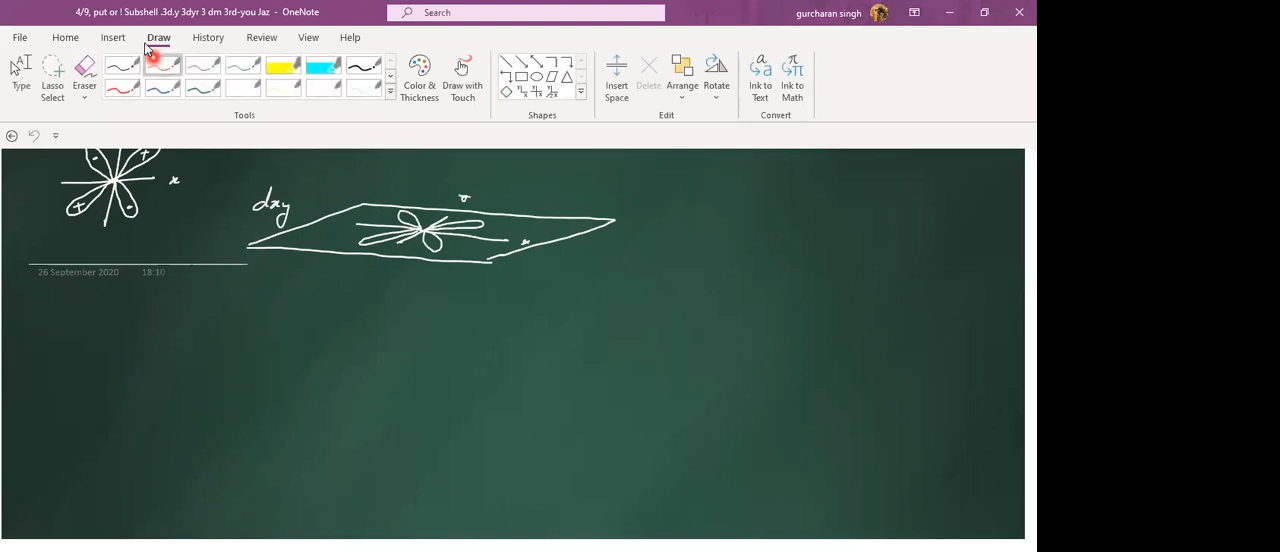 4/9, put or ! Subshell .3d.y 3dyr 3 dm 3rd-you Jaz - OneNote
Search
gurcharan singh
File Home Insert Draw History Review View Help
Type
Lasso Select
Eraser
Color & Thickness
Draw with Touch
Insert Space
Delete
Arrange
Rotate
Ink to Text
Ink to Math
Tools
Shapes
Edit
Convert
- +
x
+ -
dxy
x
26 September 2020 18:10